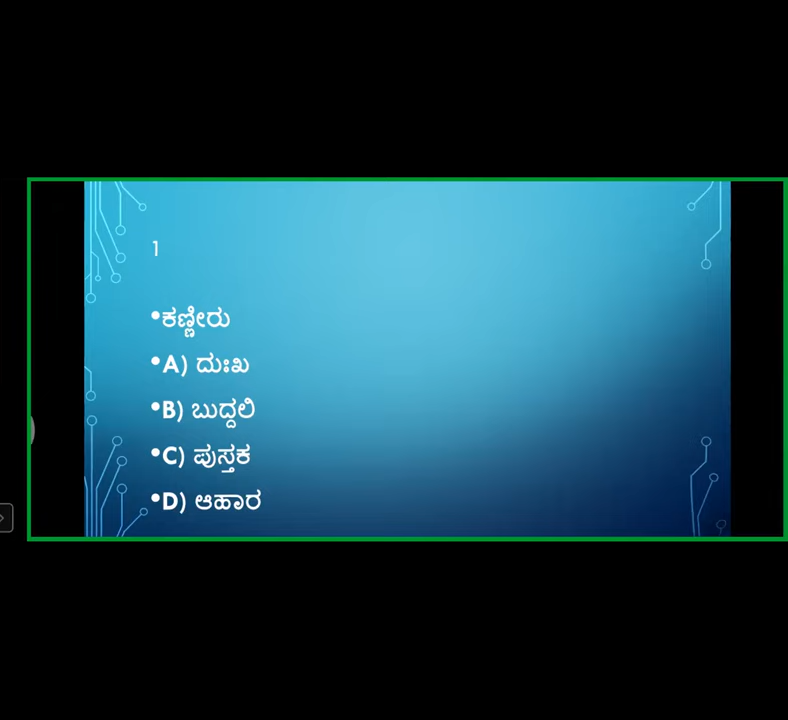 1
•ಕಣ್ಣೀರು
•A) ದುಃಖ
•B) ಬುದ್ದಲಿ
•C) ಪುಸ್ತಕ
•D) ಆಹಾರ